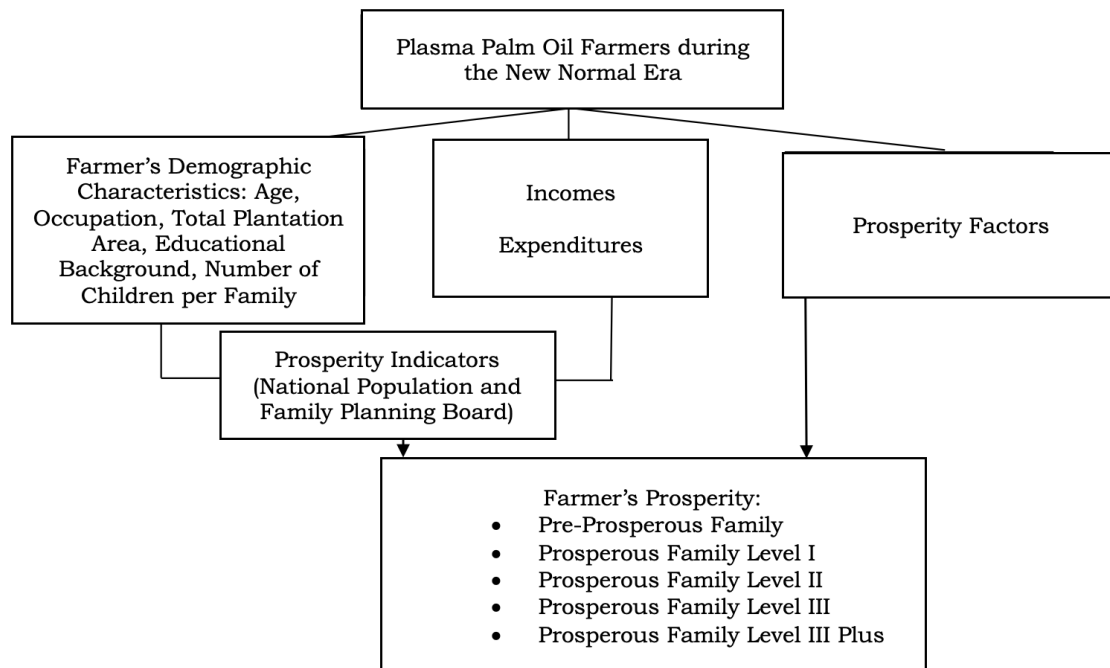 Plasma Palm Oil Farmers during
the New Normal Era
Farmer’s Demographic
Characteristics: Age,
Occupation, Total Plantation
Area, Educational
Background, Number of
Children per Family
Incomes
Expenditures
Prosperity Factors
Prosperity Indicators
(National Population and
Family Planning Board)
Farmer’s Prosperity:
• Pre-Prosperous Family
• Prosperous Family Level I
• Prosperous Family Level II
• Prosperous Family Level III
• Prosperous Family Level III Plus